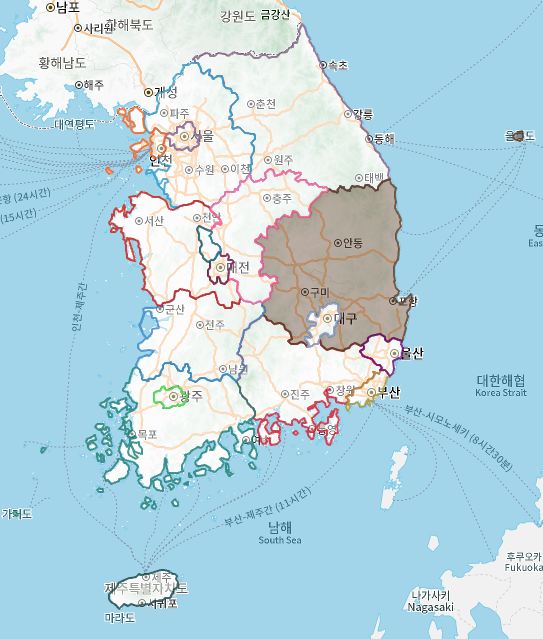 남포
사리원
황해북도
강원도
금강산
황해남도
해주
개성
속초
대연평도
파주
춘천
강릉
서울
동해
울릉도
인천
수원
이천
원주
태백
(24시간)
(15시간)
충주
서산
천안
안동
East
대전
구미
포항
인천-제주간
군산
전주
대구
울산
남원
광주
진주
창원
부산
대한해협
Korea Strait
목포
여수
통영
부산-시모노세키 (8시간30분)
가거도
부산-제주간 (11시간)
남해
South Sea
후쿠오카
Fukuoka
제주
제주특별자치도
서귀포
마라도
나가사키
Nagasaki